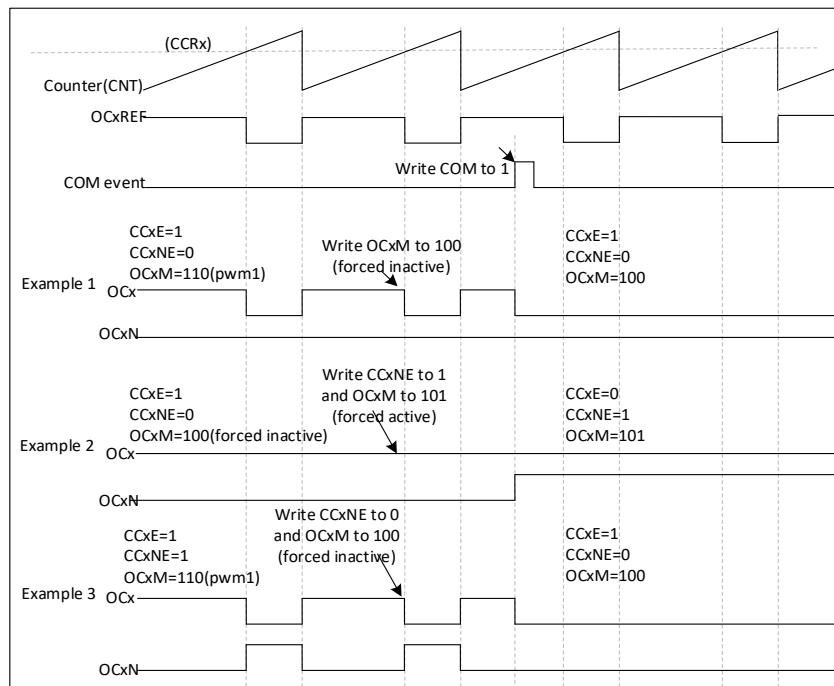 (CCRx)
Counter(CNT)
OCxREF
Write COM to 1
COM event
CCxE=1
CCxNE=0
OCxM=110(pwm1)
Write OCxM to 100
(forced inactive)
CCxE=1
CCxNE=0
OCxM=100
Example 1
OCx
OCxN
CCxE=1
CCxNE=0
OCxM=100(forced inactive)
Write CCxNE to 1
and OCxM to 101
(forced active)
CCxE=0
CCxNE=1
OCxM=101
Example 2
OCx
OCxN
CCxE=1
CCxNE=1
OCxM=110(pwm1)
Write CCxNE to 0
and OCxM to 100
(forced inactive)
CCxE=1
CCxNE=0
OCxM=100
Example 3
OCx
OCxN